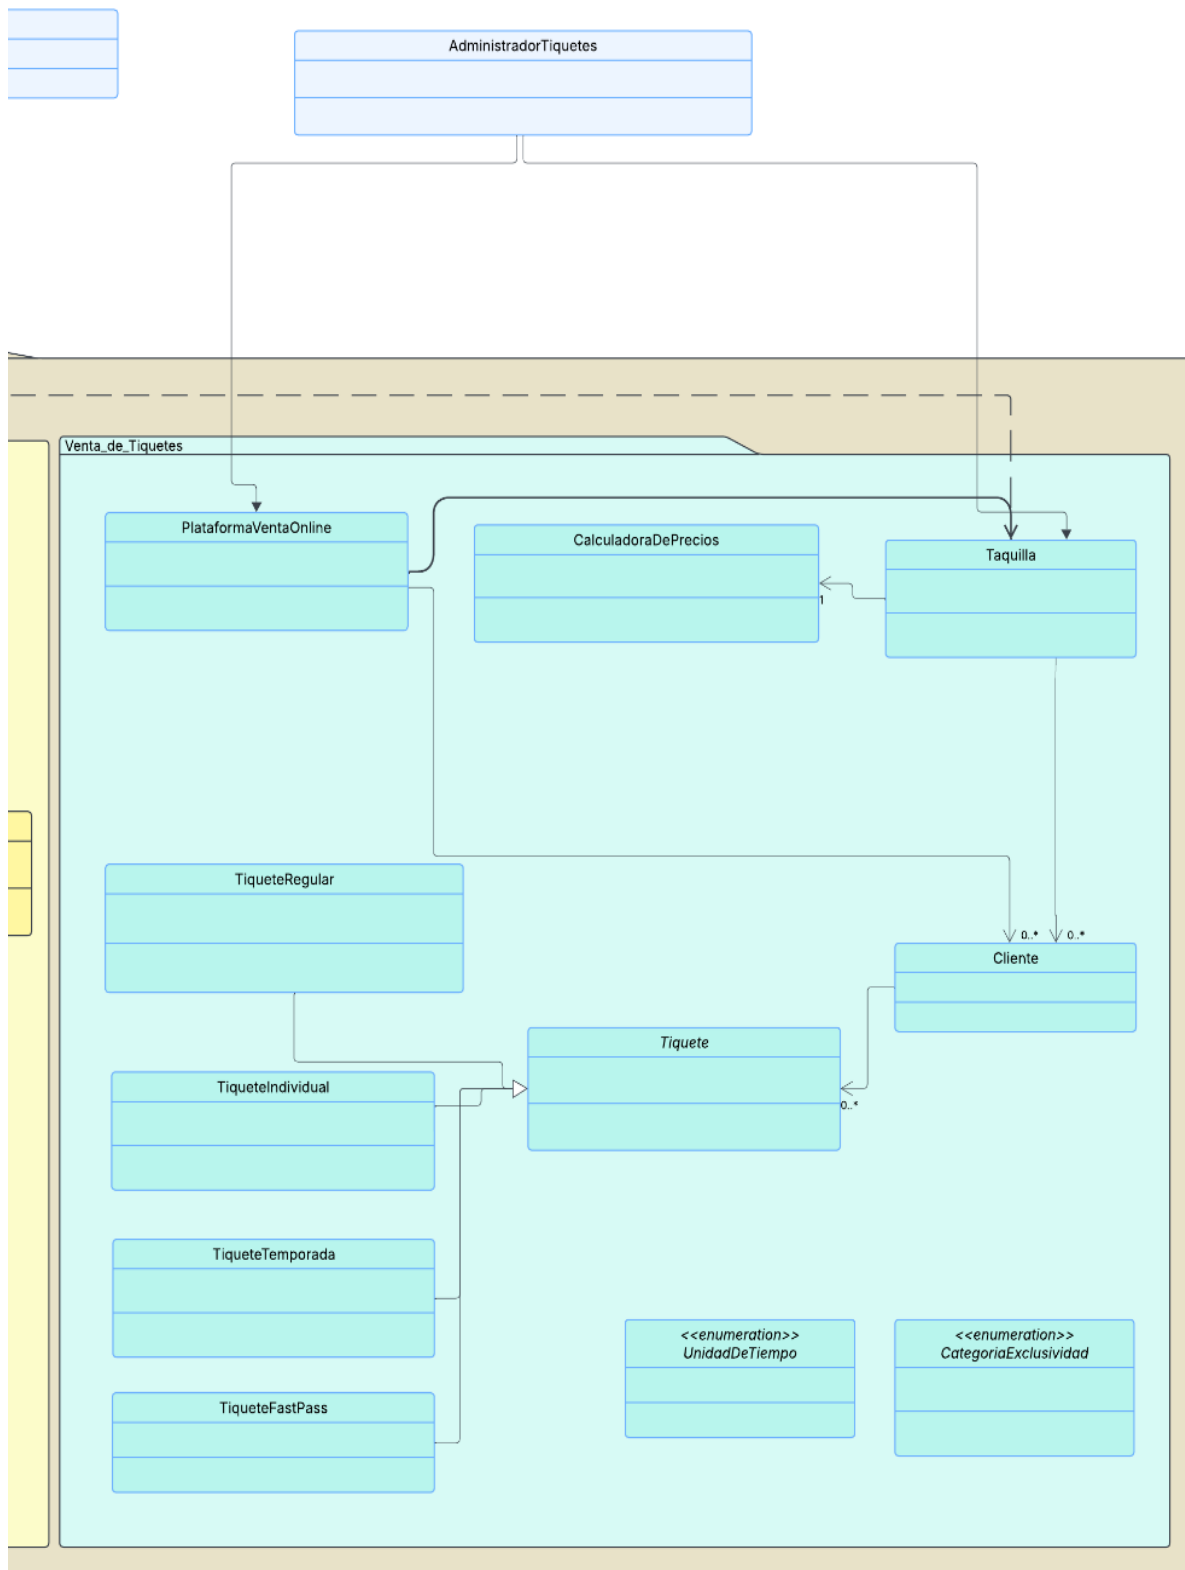 AdministradorTiquetes
Venta_de_Tiquetes
PlataformaVentaOnline
CalculadoraDePrecios
Taquilla
1
TiqueteRegular
0..*
0..*
Cliente
Tiquete
TiqueteIndividual
0..*
TiqueteTemporada
<<enumeration>>
UnidadDeTiempo
<<enumeration>>
CategoriaExclusividad
TiqueteFastPass